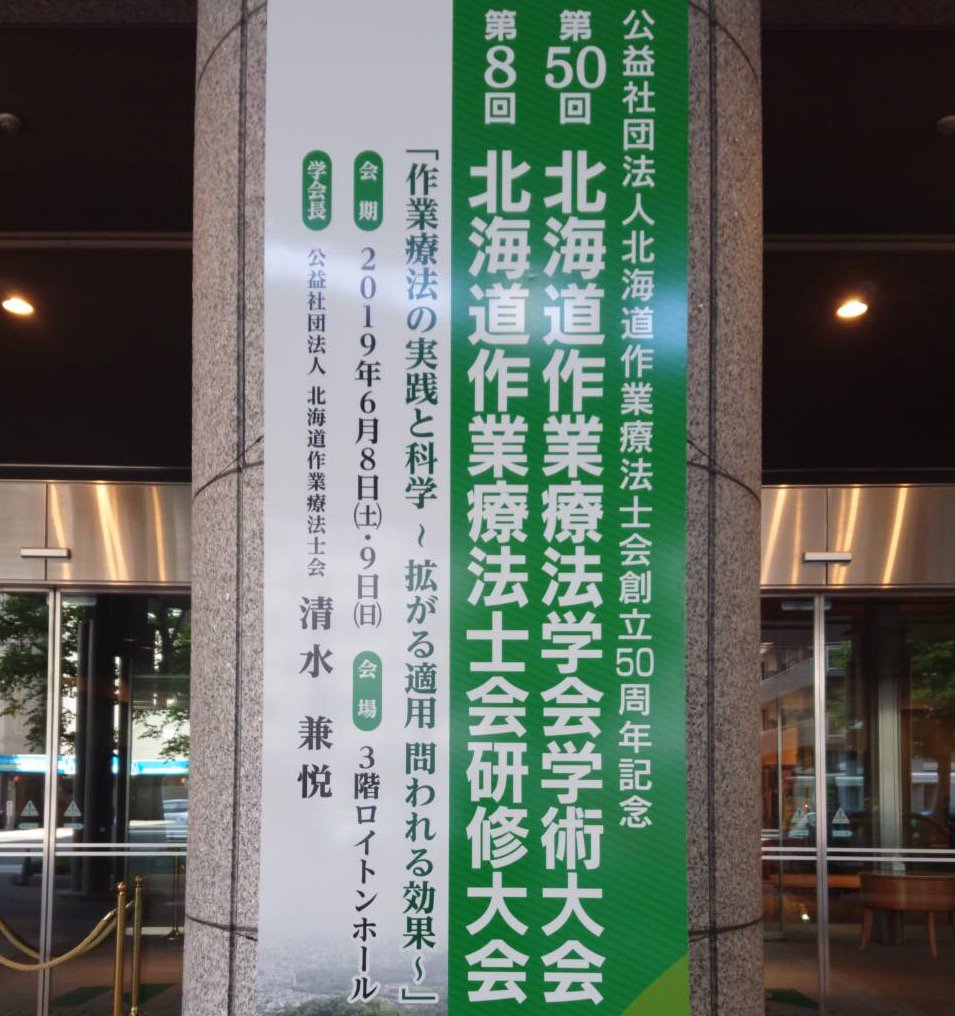 公益社団法人北海道作業療法士会創立50周年記念
第50回 北海道作業療法学会学術大会
第8回 北海道作業療法士会研修大会
「作業療法の実践と科学 ~ 拡がる適用 問われる効果~」
会期 2019年6月8日㈯・9日㈰ 会場 3階ロイトンホール
学会長 公益社団法人 北海道作業療法士会 清水 兼悦